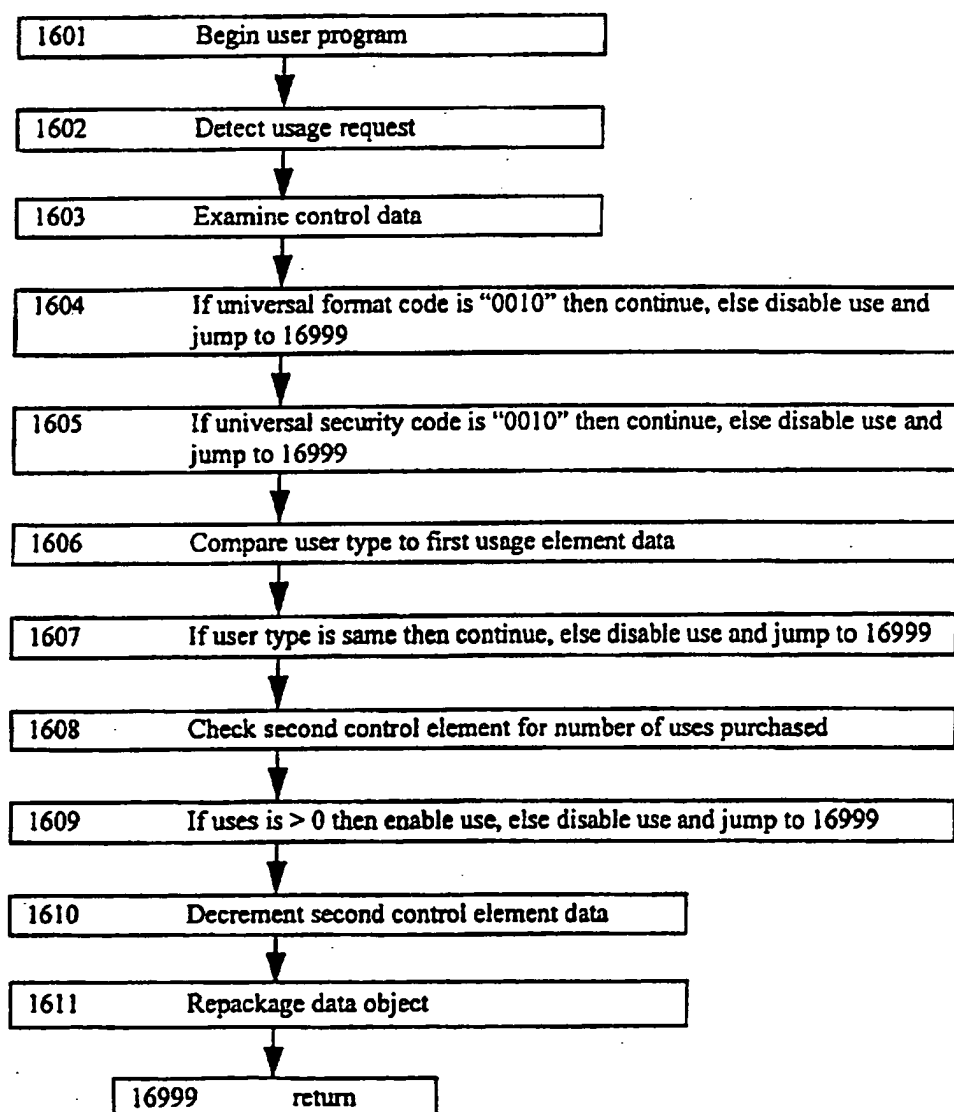 1601 Begin user program
1602 Detect usage request
1603 Examine control data
1604 If universal format code is “0010” then continue, else disable use and
jump to 16999
1605 If universal security code is “0010” then continue, else disable use and
jump to 16999
1606 Compare user type to first usage element data
1607 If user type is same then continue, else disable use and jump to 16999
1608 Check second control element for number of uses purchased
1609 If uses is > 0 then enable use, else disable use and jump to 16999
1610 Decrement second control element data
1611 Repackage data object
16999 return